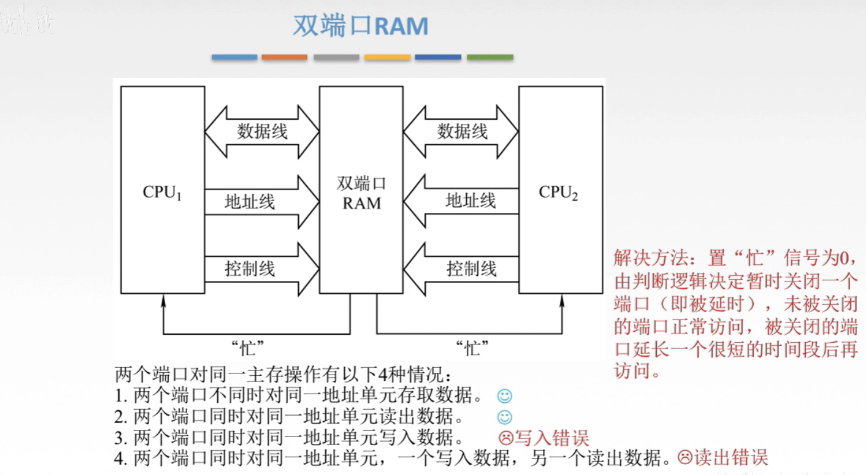 双端口RAM
数据线
数据线
CPU1
双端口
RAM
CPU2
地址线
地址线
控制线
控制线
“忙”
“忙”
解决方法：置“忙”信号为0，
由判断逻辑决定暂时关闭一个
端口（即被延时），未被关闭
的端口正常访问，被关闭的端
口延长一个很短的时间段后再
访问。
两个端口对同一主存操作有以下4种情况：
1. 两个端口不同时对同一地址单元存取数据。
2. 两个端口同时对同一地址单元读出数据。
3. 两个端口同时对同一地址单元写入数据。 写入错误
4. 两个端口同时对同一地址单元，一个写入数据，另一个读出数据。 读出错误